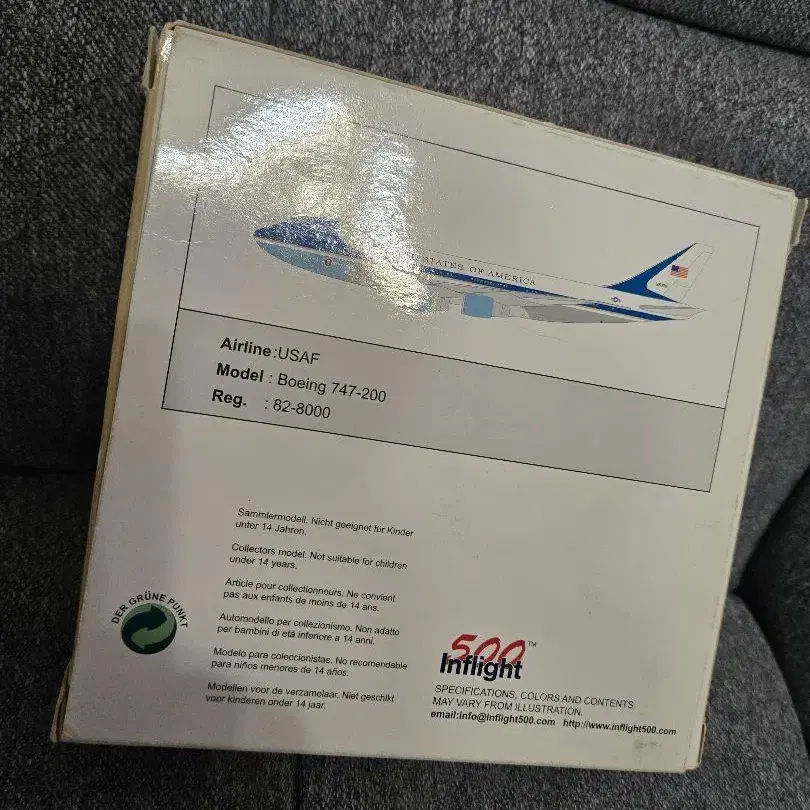 STATES OF AMERICA
Airline:USAF
Model : Boeing 747-200
Reg. : 82-8000
Sammlermodell. Nicht geeignet für Kinder
unter 14 Jahren.
Collectors model. Not suitable for children
under 14 years.
Article pour collectionneurs. Ne convient
pas aux enfants de moins de 14 ans.
Automodello per collezionismo. Non adatto
per bambini di età inferiore a 14 anni.
Modelo para coleccionistas. No recomendable
para niños menores de 14 años.
Modellen voor de verzamelaar. Niet geschikt
voor kinderen onder 14 jaar.
DER GRÜNE PUNKT
500 TM
Inflight
SPECIFICATIONS, COLORS AND CONTENTS
MAY VARY FROM ILLUSTRATION.
email:info@inflight500.com http://www.inflight500.com